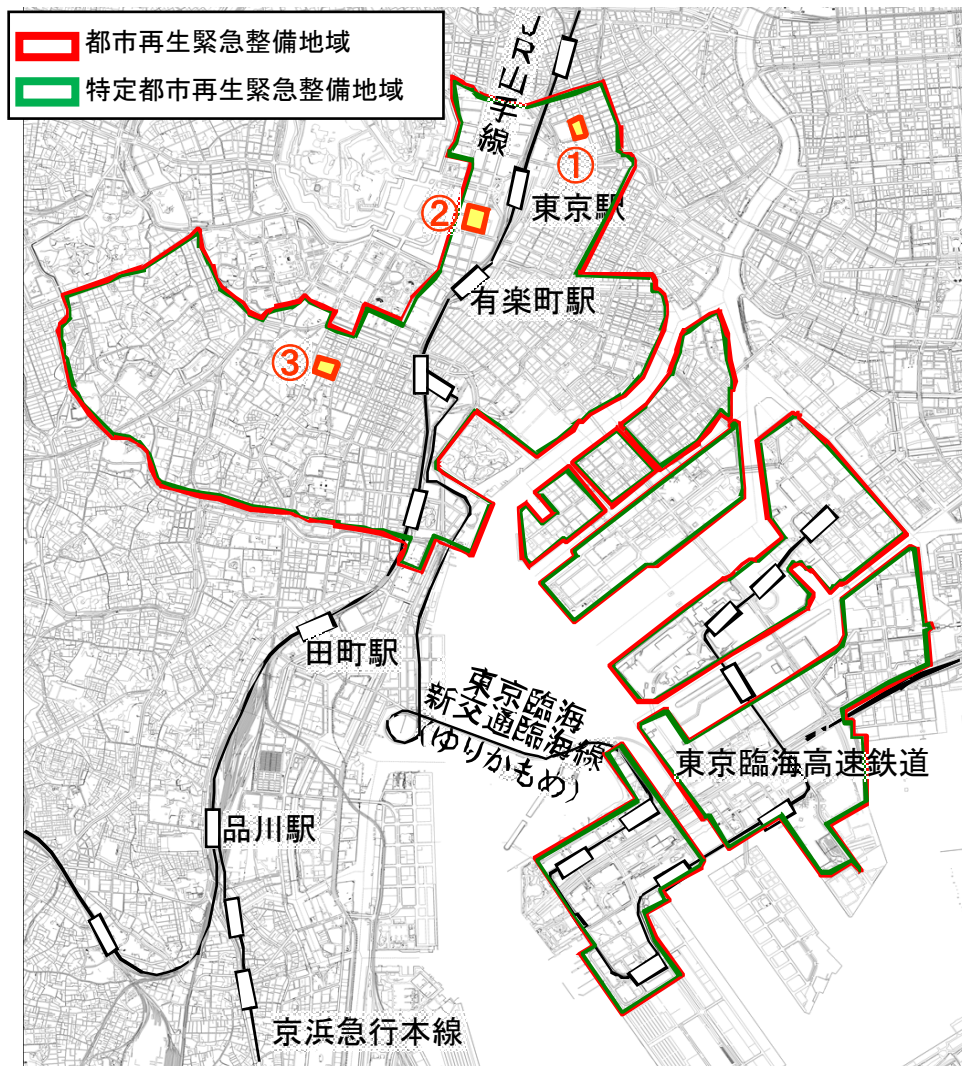 都市再生緊急整備地域
特定都市再生緊急整備地域
JR山手線
①
東京駅
②
有楽町駅
③
田町駅
東京臨海
新交通臨海線
(ゆりかもめ)
東京臨海高速鉄道
品川駅
京浜急行本線